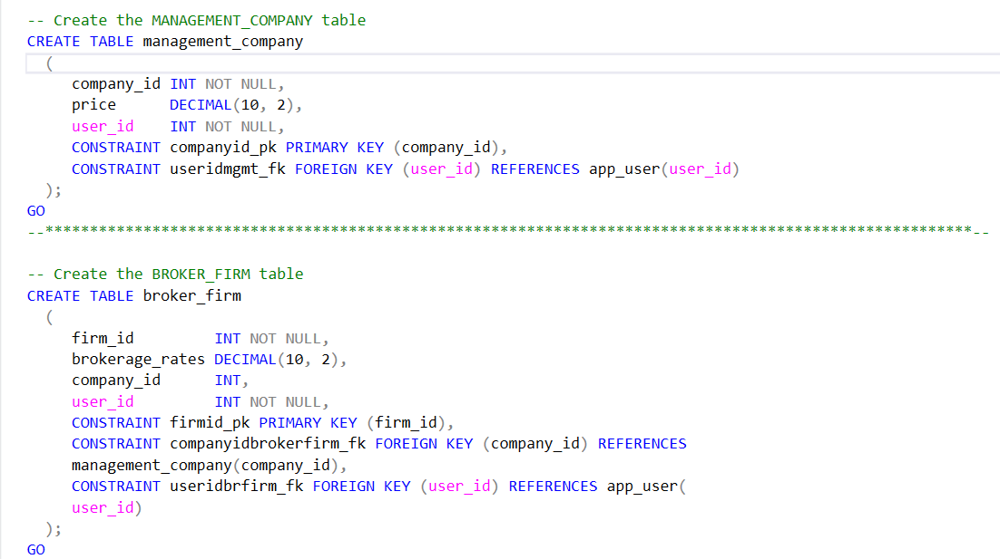 -- Create the MANAGEMENT_COMPANY table
CREATE TABLE management_company
(
company_id INT NOT NULL,
price DECIMAL(10, 2),
user_id INT NOT NULL,
CONSTRAINT companyid_pk PRIMARY KEY (company_id),
CONSTRAINT useridmgmt_fk FOREIGN KEY (user_id) REFERENCES app_user(user_id)
);
GO
--********************************************************************************************************--
-- Create the BROKER_FIRM table
CREATE TABLE broker_firm
(
firm_id INT NOT NULL,
brokerage_rates DECIMAL(10, 2),
company_id INT,
user_id INT NOT NULL,
CONSTRAINT firmid_pk PRIMARY KEY (firm_id),
CONSTRAINT companyidbrokerfirm_fk FOREIGN KEY (company_id) REFERENCES
management_company(company_id),
CONSTRAINT useridbrfirm_fk FOREIGN KEY (user_id) REFERENCES app_user(
user_id)
);
GO